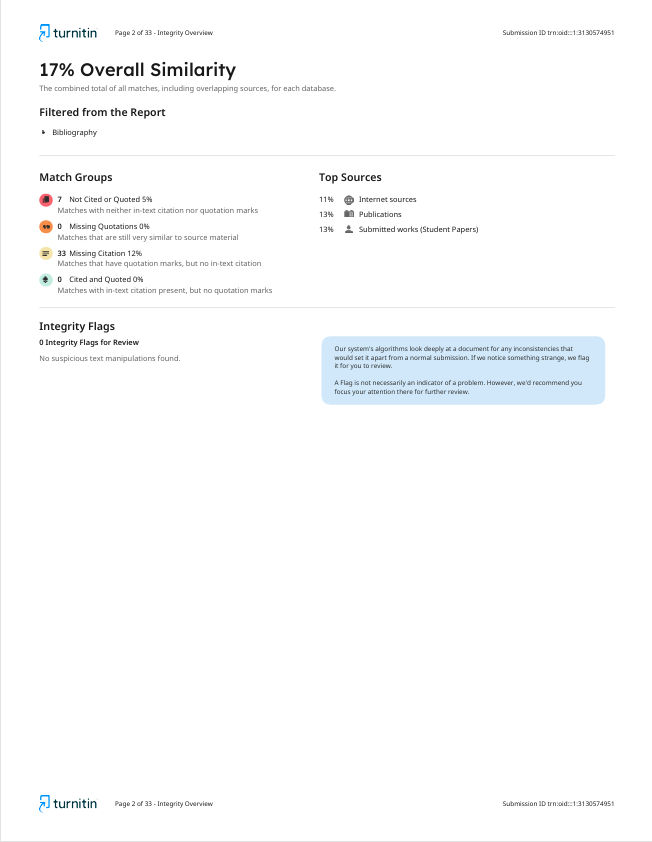 turnitin Page 2 of 33 - Integrity Overview Submission ID trn:oid:::1:3130574951
17% Overall Similarity
The combined total of all matches, including overlapping sources, for each database.
Filtered from the Report
Bibliography
Match Groups
7 Not Cited or Quoted 5%
Matches with neither in-text citation nor quotation marks
0 Missing Quotations 0%
Matches that are still very similar to source material
33 Missing Citation 12%
Matches that have quotation marks, but no in-text citation
0 Cited and Quoted 0%
Matches with in-text citation present, but no quotation marks
Top Sources
11% Internet sources
13% Publications
13% Submitted works (Student Papers)
Integrity Flags
0 Integrity Flags for Review
No suspicious text manipulations found.
Our system's algorithms look deeply at a document for any inconsistencies that
would set it apart from a normal submission. If we notice something strange, we flag
it for you to review.
A Flag is not necessarily an indicator of a problem. However, we'd recommend you
focus your attention there for further review.
turnitin Page 2 of 33 - Integrity Overview Submission ID trn:oid:::1:3130574951